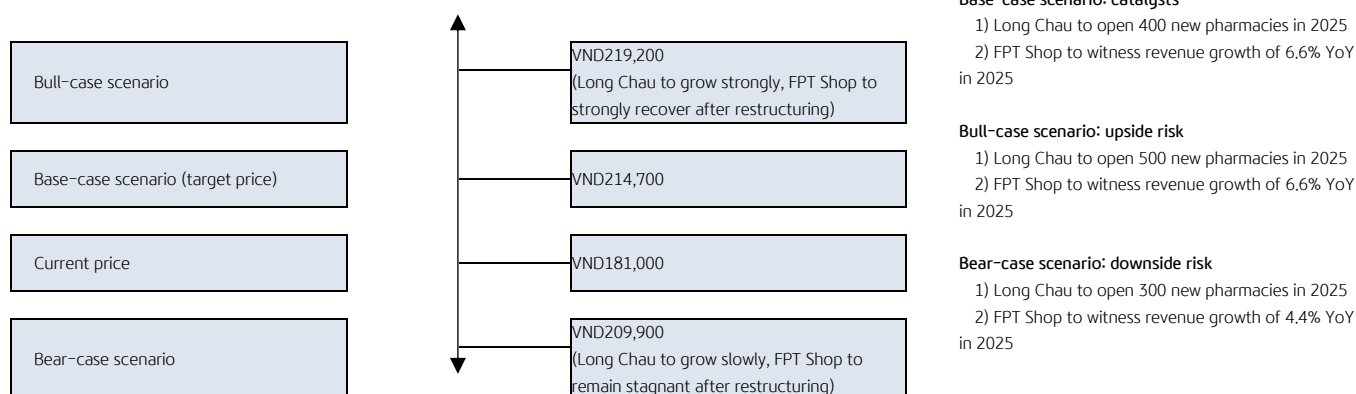 Bull-case scenario
VND219,200
(Long Chau to grow strongly, FPT Shop to
strongly recover after restructuring)
Base-case scenario (target price)
VND214,700
Current price
VND181,000
Bear-case scenario
VND209,900
(Long Chau to grow slowly, FPT Shop to
remain stagnant after restructuring)
Base-case scenario: catalysts
1) Long Chau to open 400 new pharmacies in 2025
2) FPT Shop to witness revenue growth of 6.6% YoY
in 2025
Bull-case scenario: upside risk
1) Long Chau to open 500 new pharmacies in 2025
2) FPT Shop to witness revenue growth of 6.6% YoY
in 2025
Bear-case scenario: downside risk
1) Long Chau to open 300 new pharmacies in 2025
2) FPT Shop to witness revenue growth of 4.4% YoY
in 2025